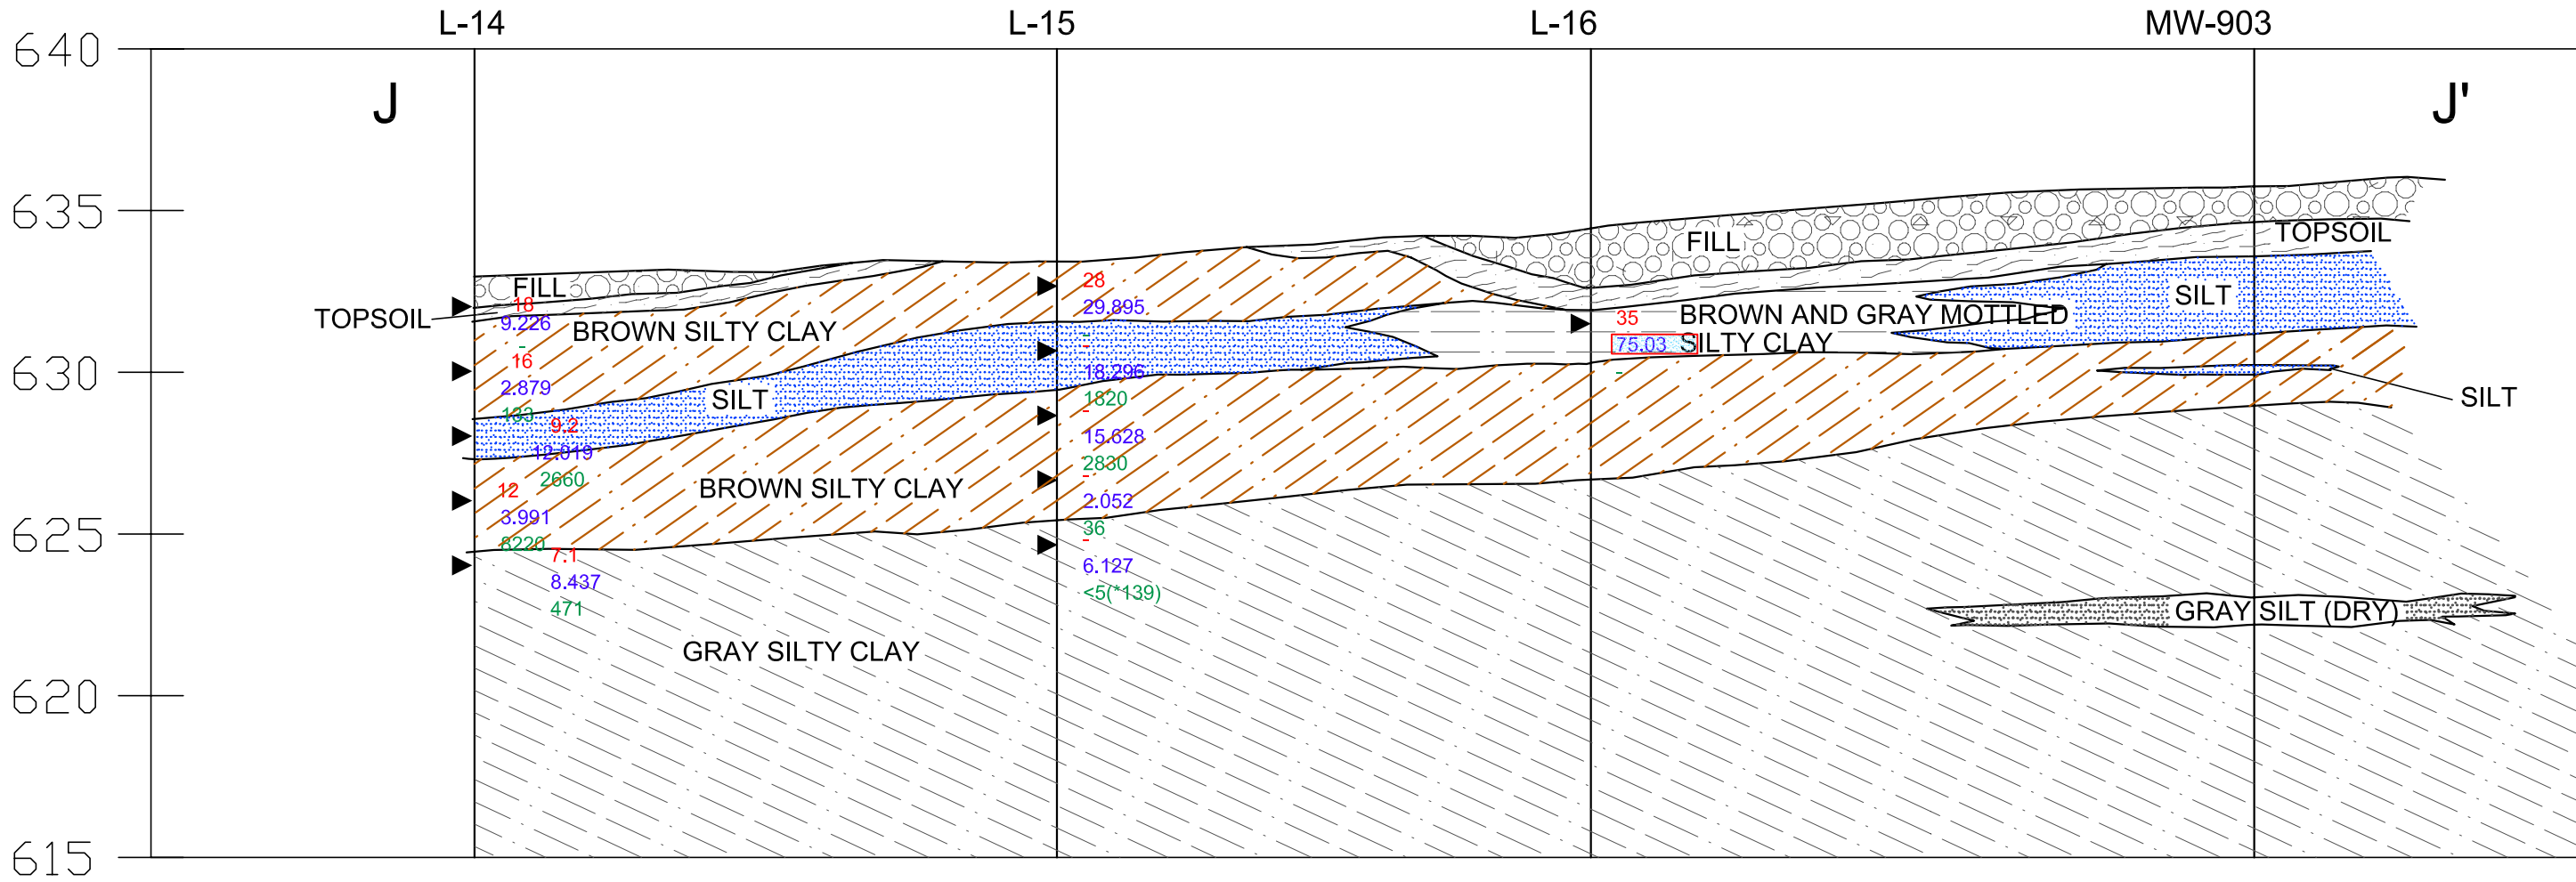 L-14 L-15 L-16 MW-903
640
J J'
635
FILL TOPSOIL
28
FILL
18
29.895
SILT
TOPSOIL
9.226
BROWN SILTY CLAY
35
BROWN AND GRAY MOTTLED
-
-
-
75.03
SILTY CLAY
16
630
18.296
-
2.879
SILT
1820
SILT
133
-
9.2
15.628
12.019
2830
2660
-
BROWN SILTY CLAY
12
2.052
3.991
36
625
8220
-
7.1
6.127
8.437
<5(*139)
471
GRAY SILT (DRY)
GRAY SILTY CLAY
620
615